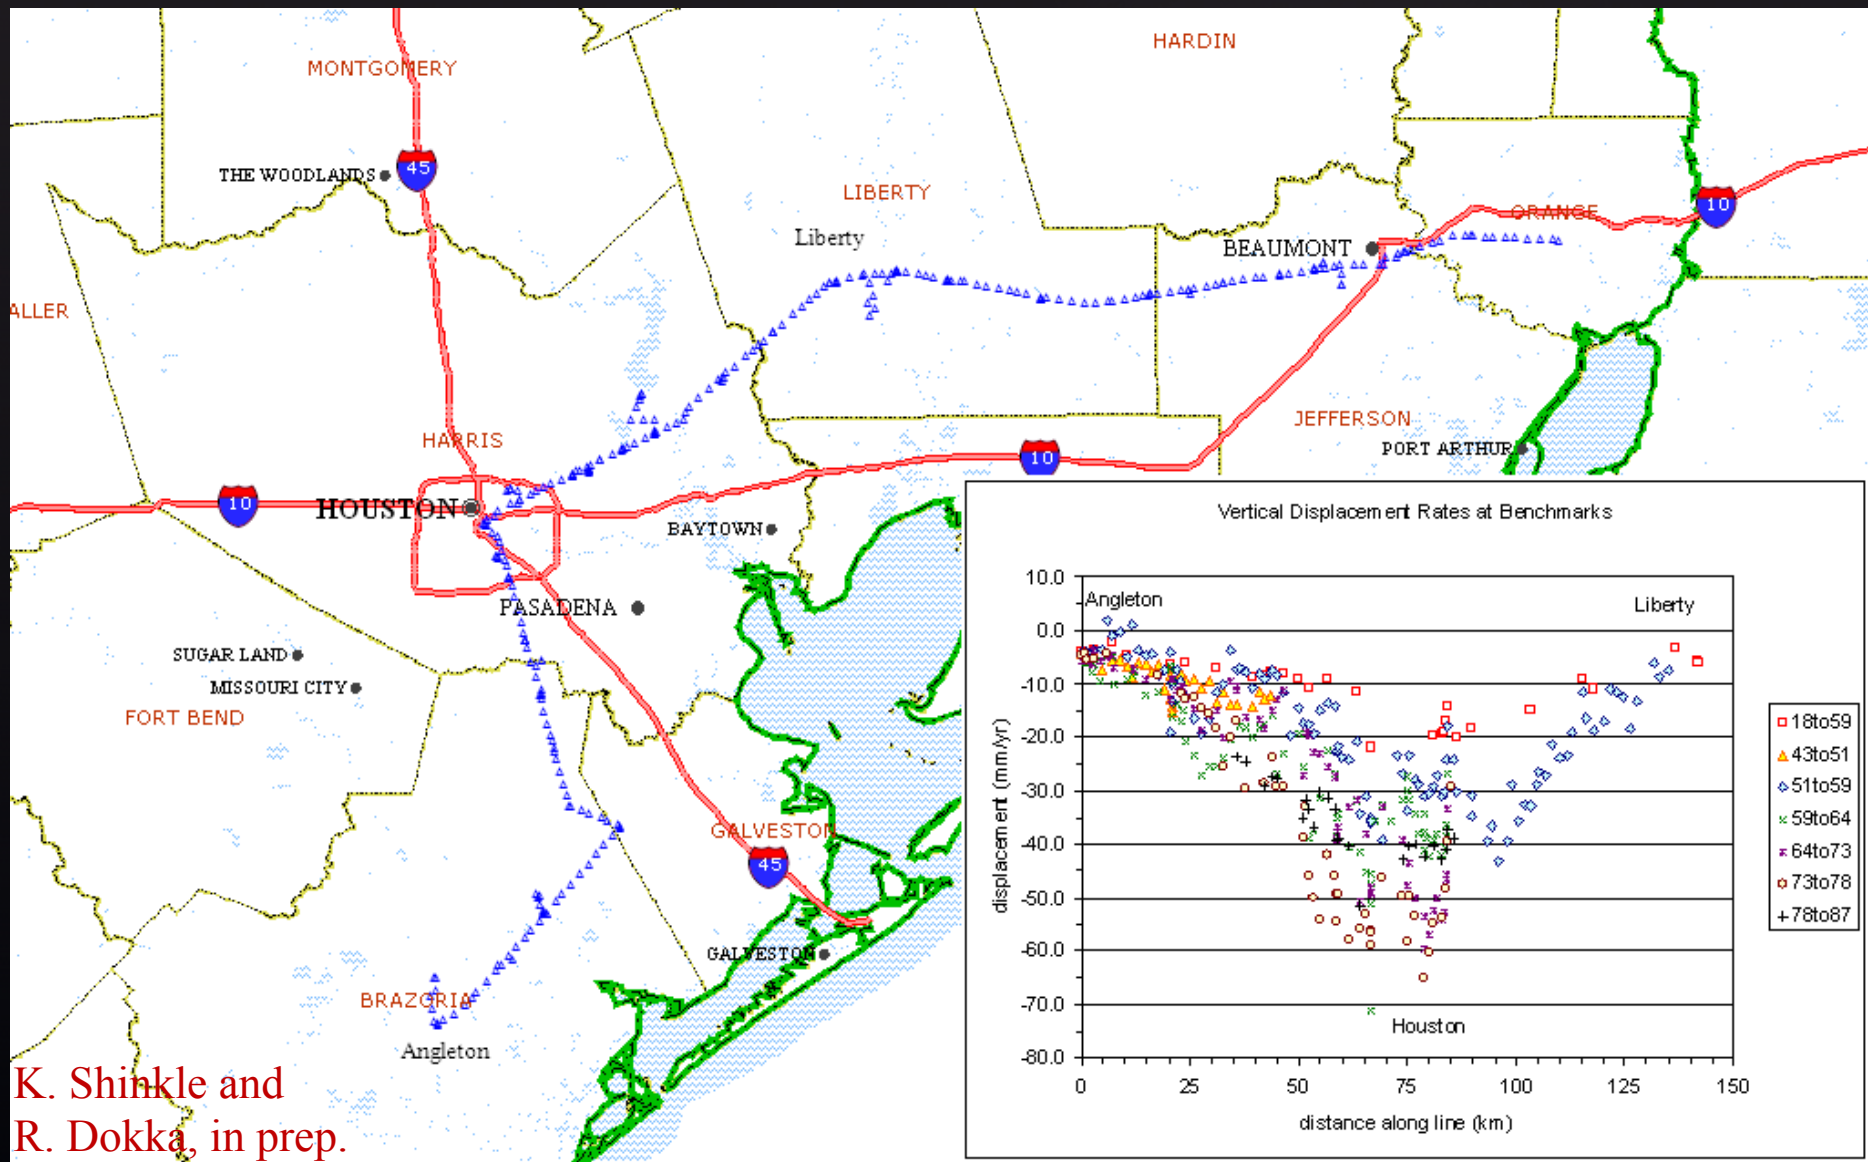 HARDIN
MONTGOMERY
45
THE WOODLANDS
LIBERTY
10
ORANGE
Liberty
BEAUMONT
ALLER
JEFFERSON
HARRIS
PORT ARTHUR
10
10
HOUSTON
BAYTOWN
PASADENA
SUGAR LAND
MISSOURI CITY
FORT BEND
GALVESTON
45
GALVESTON
BRAZORIA
Angleton
K. Shinkle and
R. Dokka, in prep.
Vertical Displacement Rates at Benchmarks
10.0
Angleton
Liberty
0.0
-10.0
-20.0
-30.0
-40.0
-50.0
-60.0
-70.0
-80.0
displacement (mm/yr)
Houston
0 25 50 75 100 125 150
distance along line (km)
18to59
43to51
51to59
59to64
64to73
73to78
78to87